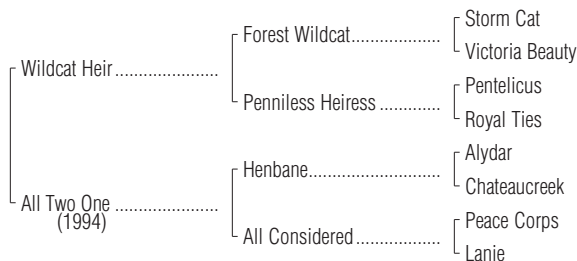 Storm Cat
Forest Wildcat....................
Victoria Beauty
Wildcat Heir .......................
Pentelicus
Penniless Heiress .............
Royal Ties
Alydar
Henbane.............................
Chateaucreek
All Two One .......................
(1994)
Peace Corps
All Considered ...................
Lanie